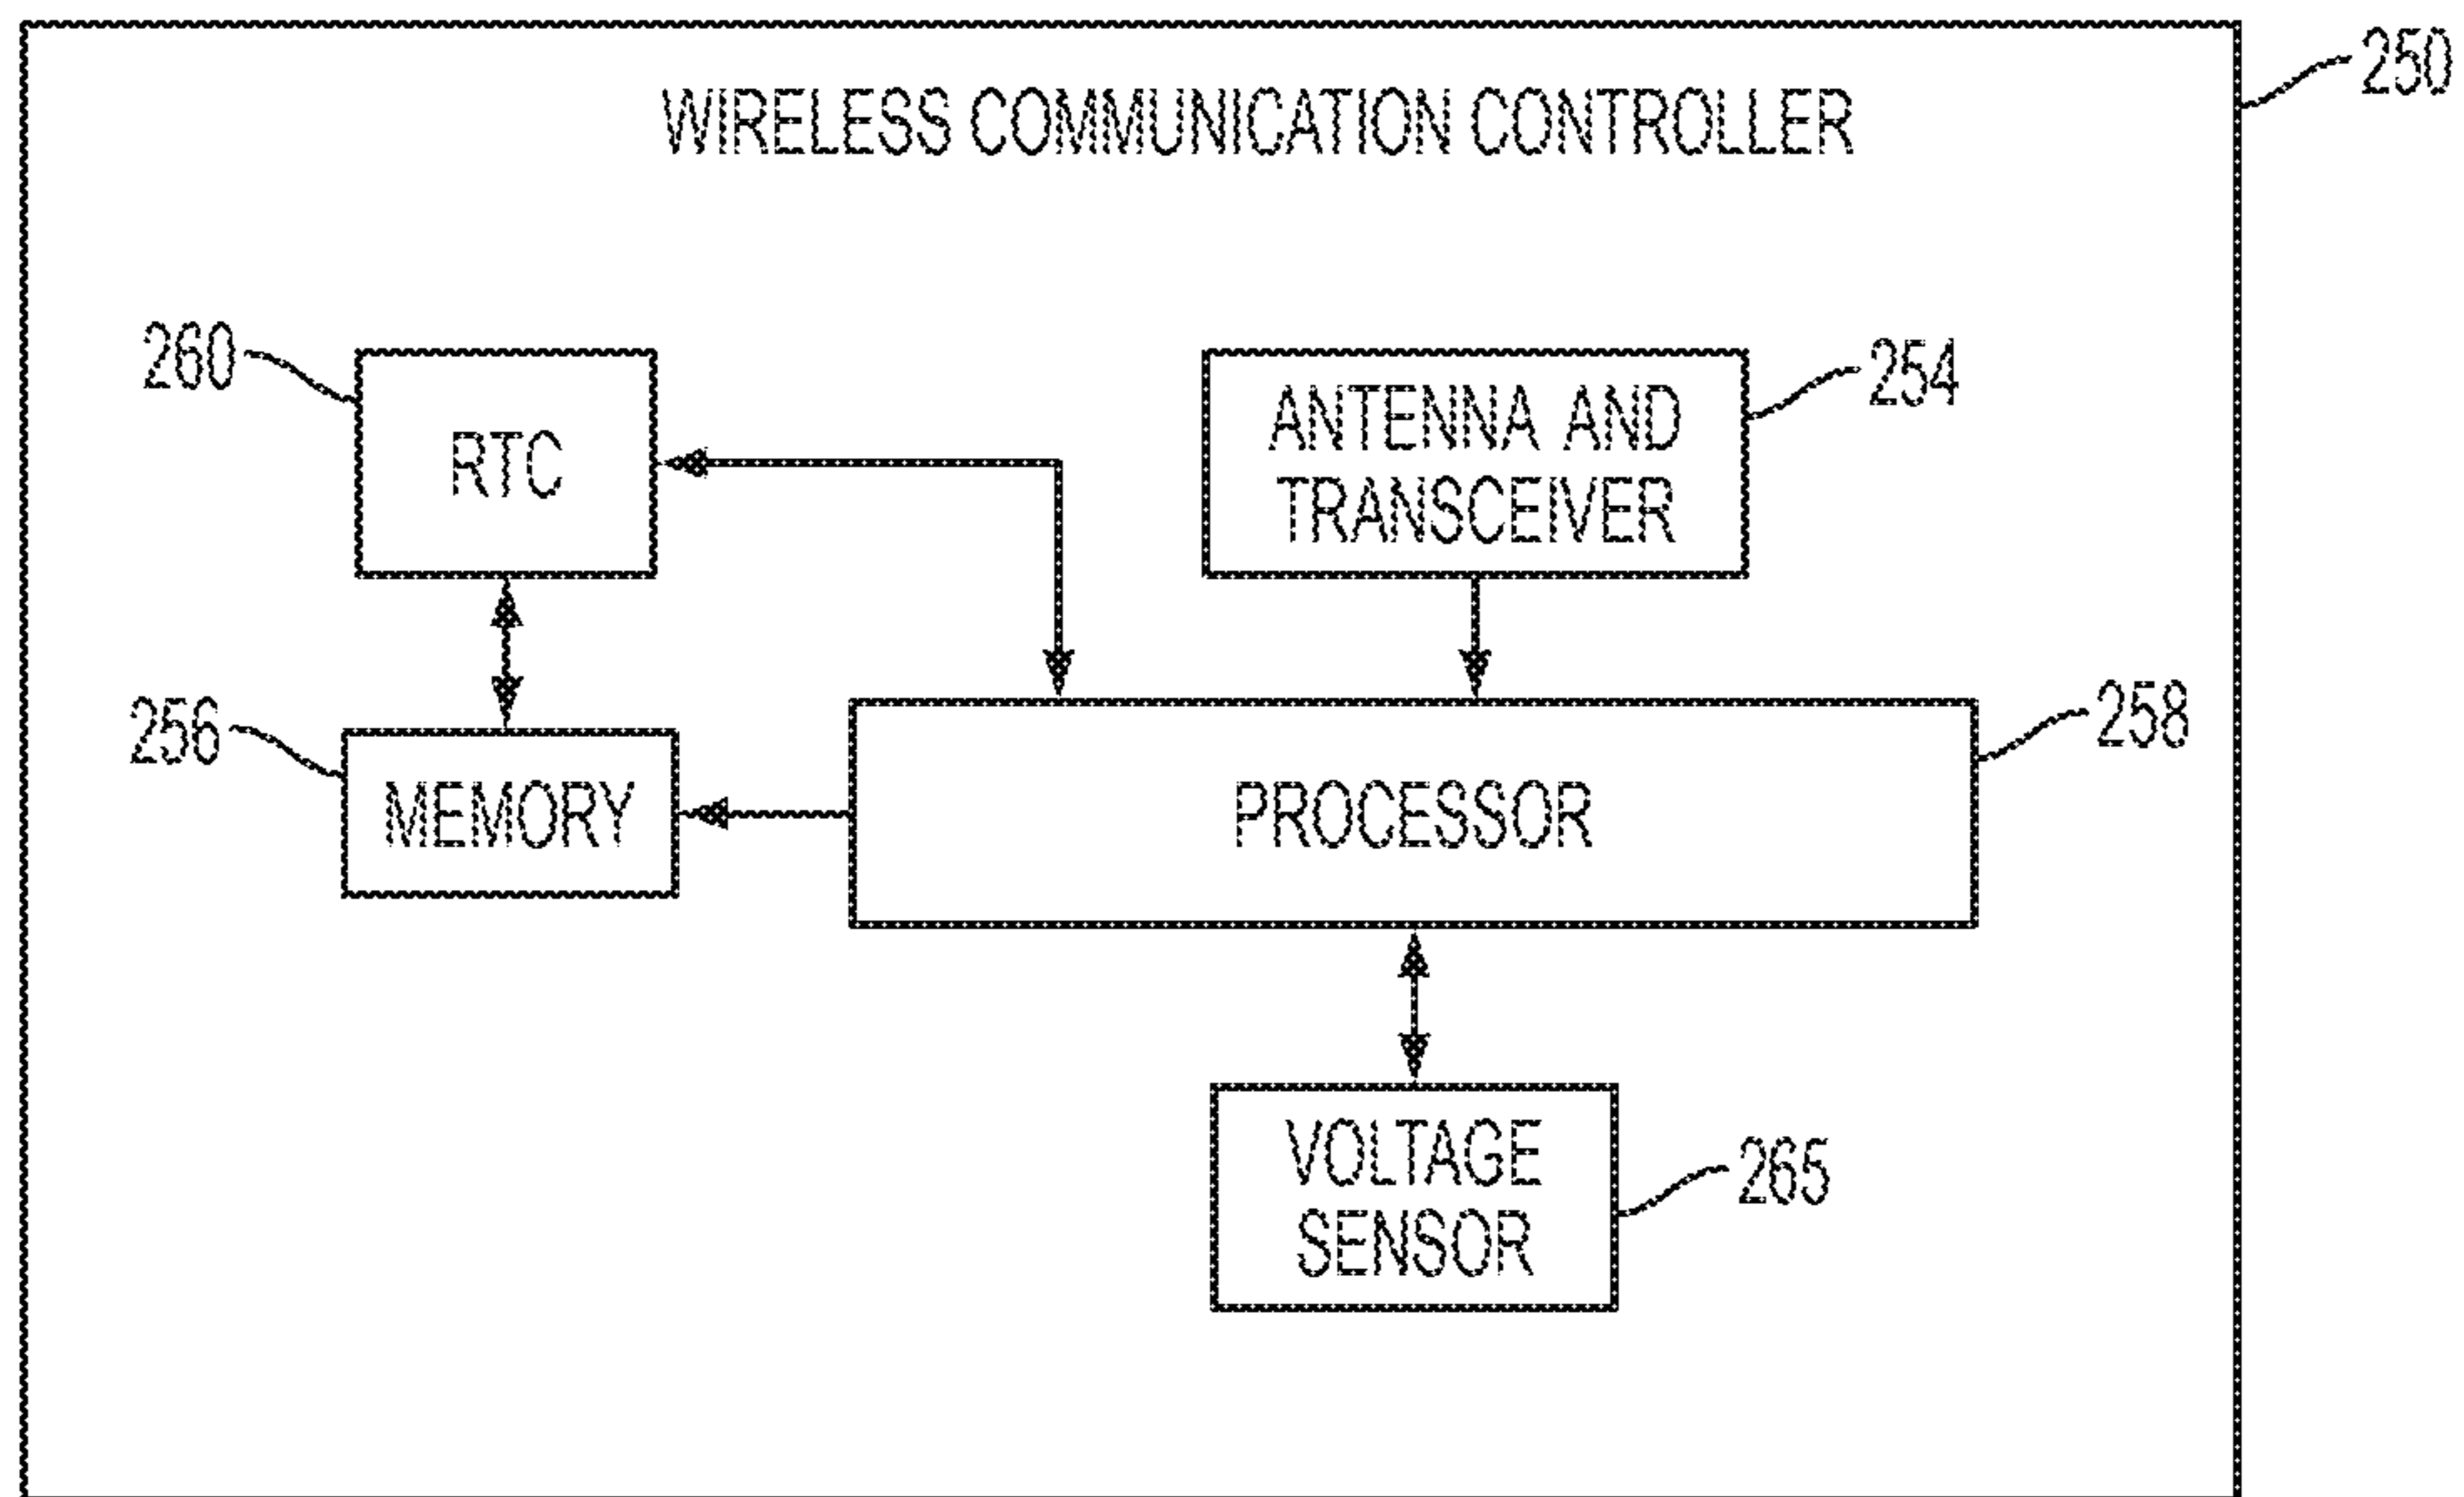 250
WIRELESS COMMUNICATION CONTROLLER
260
RTC
ANTENNA AND
TRANSCEIVER
254
256
MEMORY
PROCESSOR
258
VOLTAGE
SENSOR
265